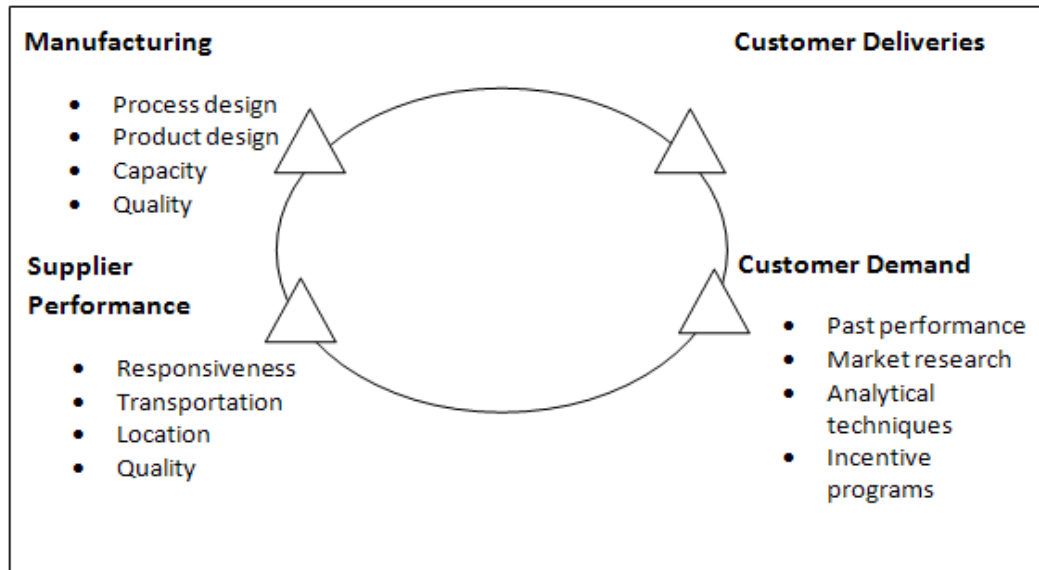 Manufacturing
• Process design
• Product design
• Capacity
• Quality
Customer Deliveries
Supplier
Performance
• Responsiveness
• Transportation
• Location
• Quality
Customer Demand
• Past performance
• Market research
• Analytical
techniques
• Incentive
programs